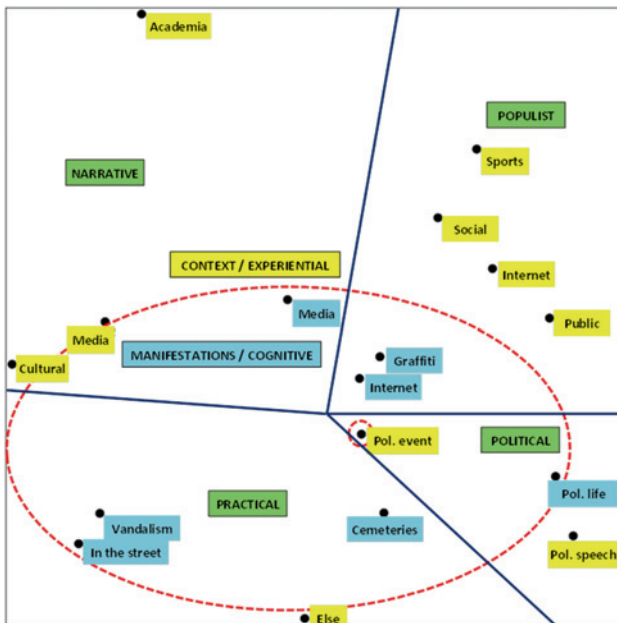 Academia
POPULIST
Sports
NARRATIVE
Social
CONTEXT / EXPERIENTIAL
Internet
Media
Public
Media
MANIFESTATIONS / COGNITIVE
Graffiti
Cultural
Internet
Pol. event
POLITICAL
Pol. life
PRACTICAL
Vandalism
Cemeteries
In the street
Pol. speech
Else